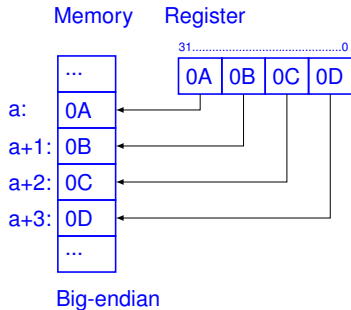 Memory Register
31............................................0
...
0A 0B 0C 0D
a: 0A
a+1: 0B
a+2: 0C
a+3: 0D
...
Big-endian